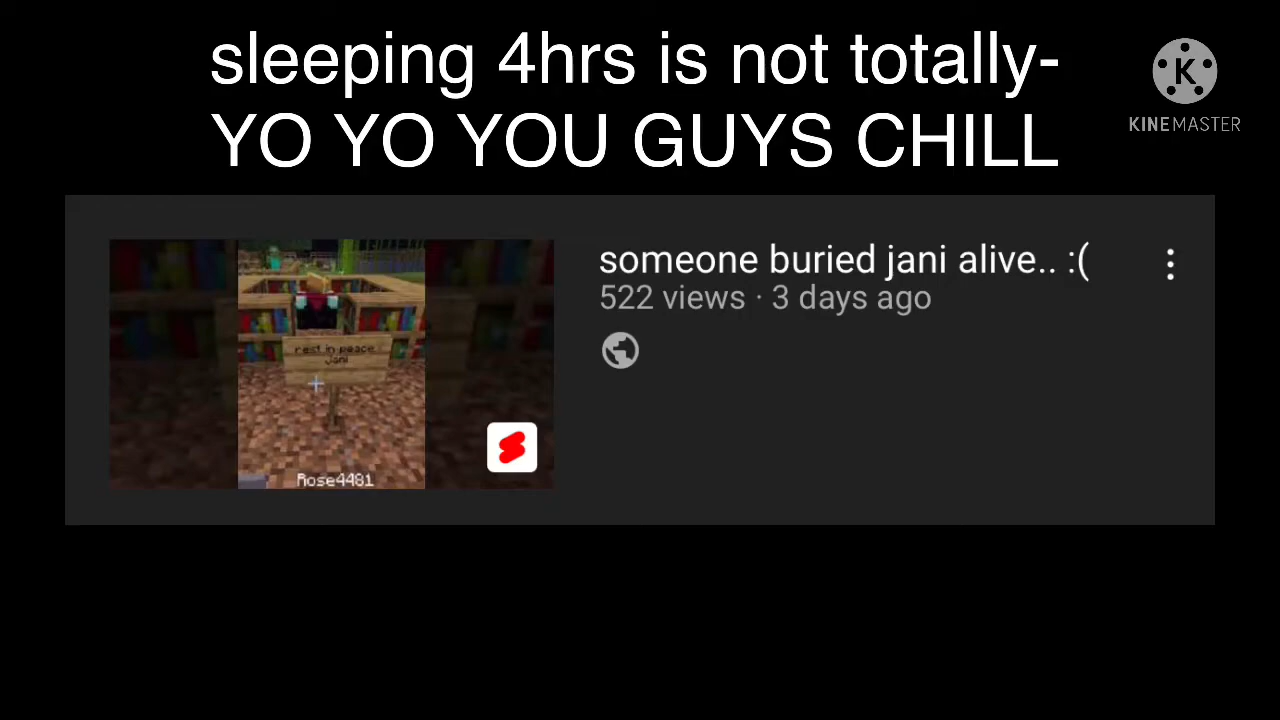 sleeping 4hrs is not totally-
YO YO YOU GUYS CHILL
K
KINEMASTER
someone buried jani alive.. :(
522 views · 3 days ago
rest in peace
Jani
Rose4481